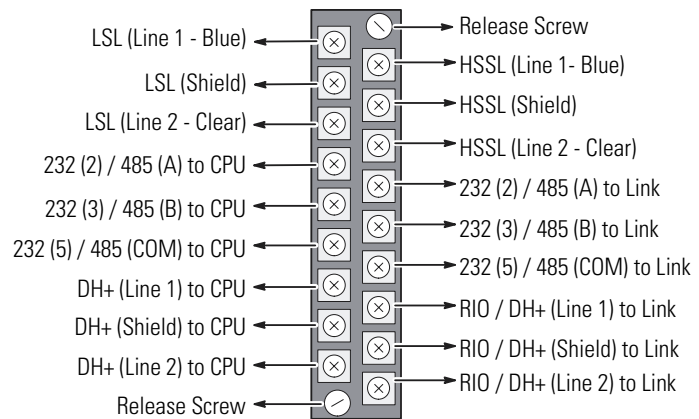 LSL (Line 1 - Blue)
LSL (Shield)
LSL (Line 2 - Clear)
232 (2) / 485 (A) to CPU
232 (3) / 485 (B) to CPU
232 (5) / 485 (COM) to CPU
DH+ (Line 1) to CPU
DH+ (Shield) to CPU
DH+ (Line 2) to CPU
Release Screw
Release Screw
HSSL (Line 1- Blue)
HSSL (Shield)
HSSL (Line 2 - Clear)
232 (2) / 485 (A) to Link
232 (3) / 485 (B) to Link
232 (5) / 485 (COM) to Link
RIO / DH+ (Line 1) to Link
RIO / DH+ (Shield) to Link
RIO / DH+ (Line 2) to Link